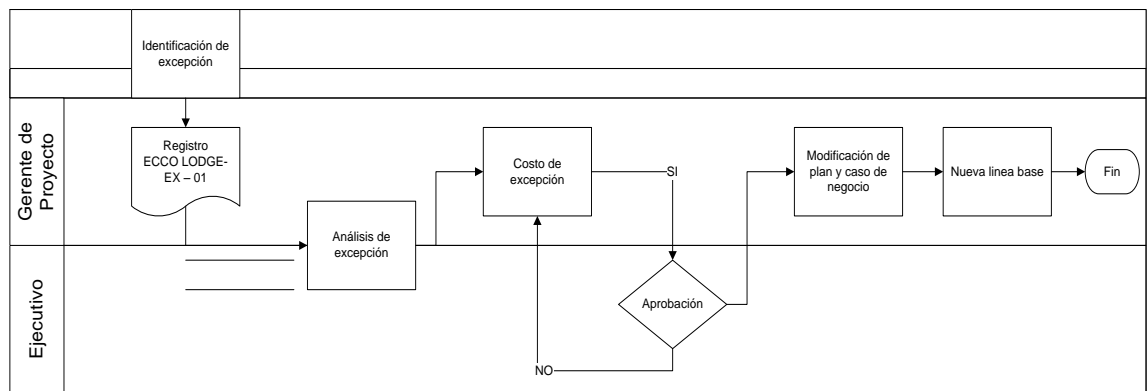 Identificación de
excepción
Gerente de
Proyecto
Registro
ECCO LODGE-
EX – 01
Costo de
excepción
SI
Modificación de
plan y caso de
negocio
Nueva linea base
Fin
Análisis de
excepción
Ejecutivo
Aprobación
NO